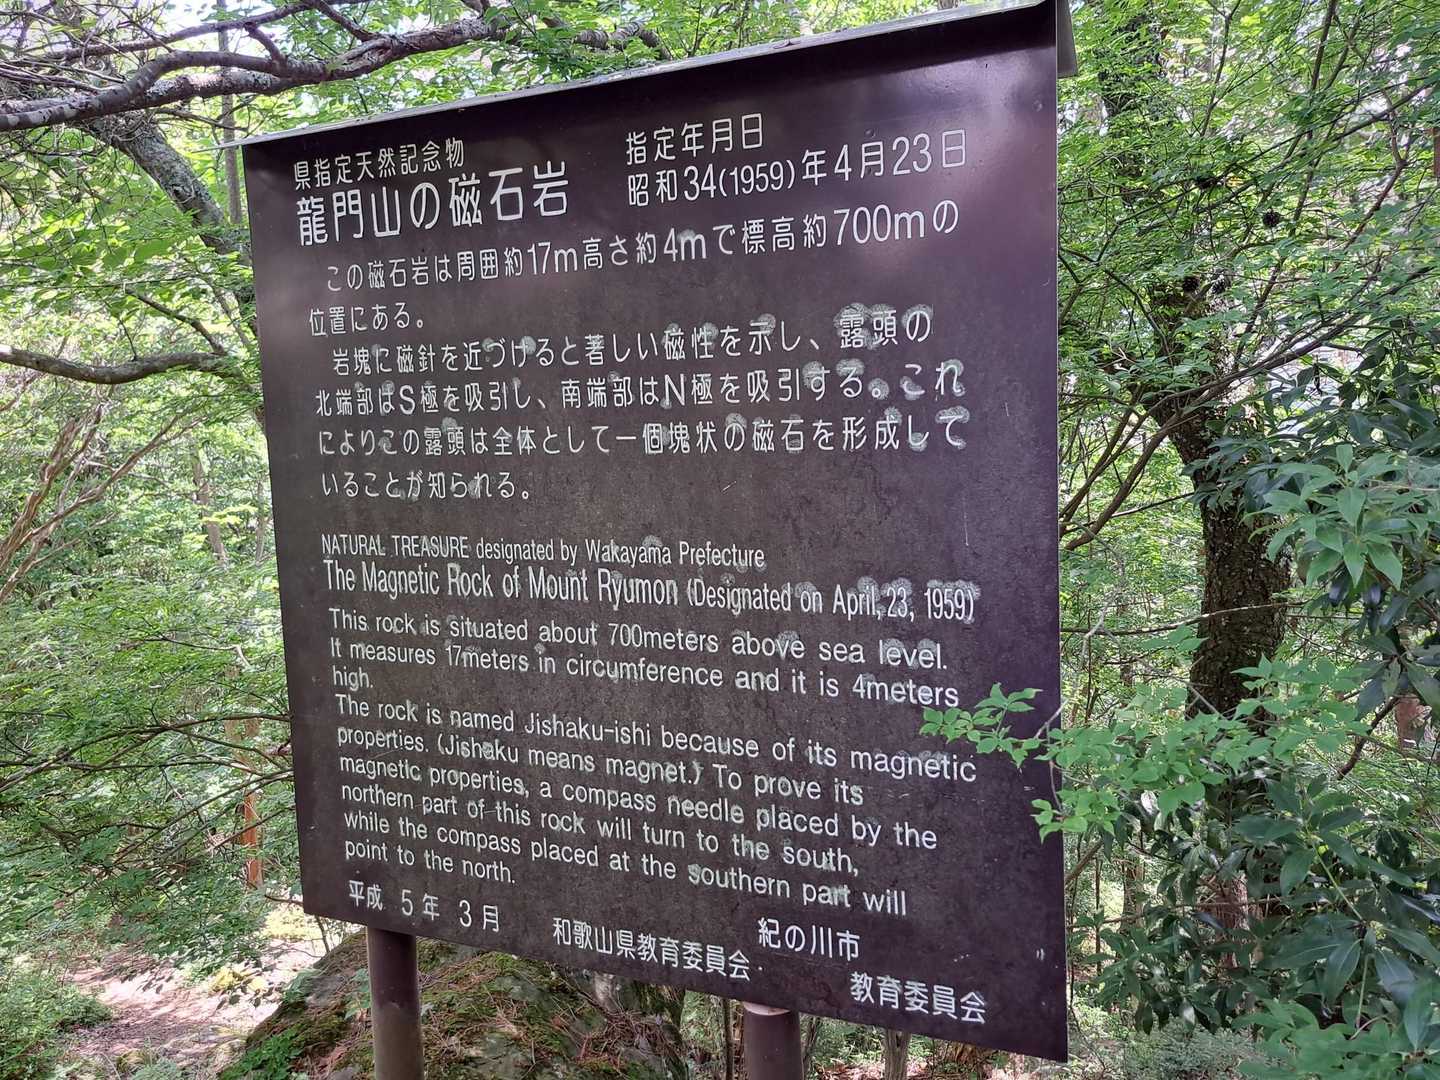 県指定天然記念物
龍門山の磁石岩
指定年月日
昭和34(1959)年4月23日
この磁石岩は周囲約17m高さ約4mで標高約700mの
位置にある。
岩塊に磁針を近づけると著しい磁性を示し、露頭の
北端部はS極を吸引し、南端部はN極を吸引する。これ
によりこの露頭は全体として一個塊状の磁石を形成して
いることが知られる。
NATURAL TREASURE designated by Wakayama Prefecture
The Magnetic Rock of Mount Ryumon (Designated on April, 23, 1959)
This rock is situated about 700meters above sea level.
It measures 17meters in circumference and it is 4meters
high.
The rock is named Jishaku-ishi because of its magnetic
properties. (Jishaku means magnet.) To prove its
magnetic properties, a compass needle placed by the
northern part of this rock will turn to the south,
while the compass placed at the southern part will
point to the north.
平成 5年 3月
和歌山県教育委員会
紀の川市
教育委員会